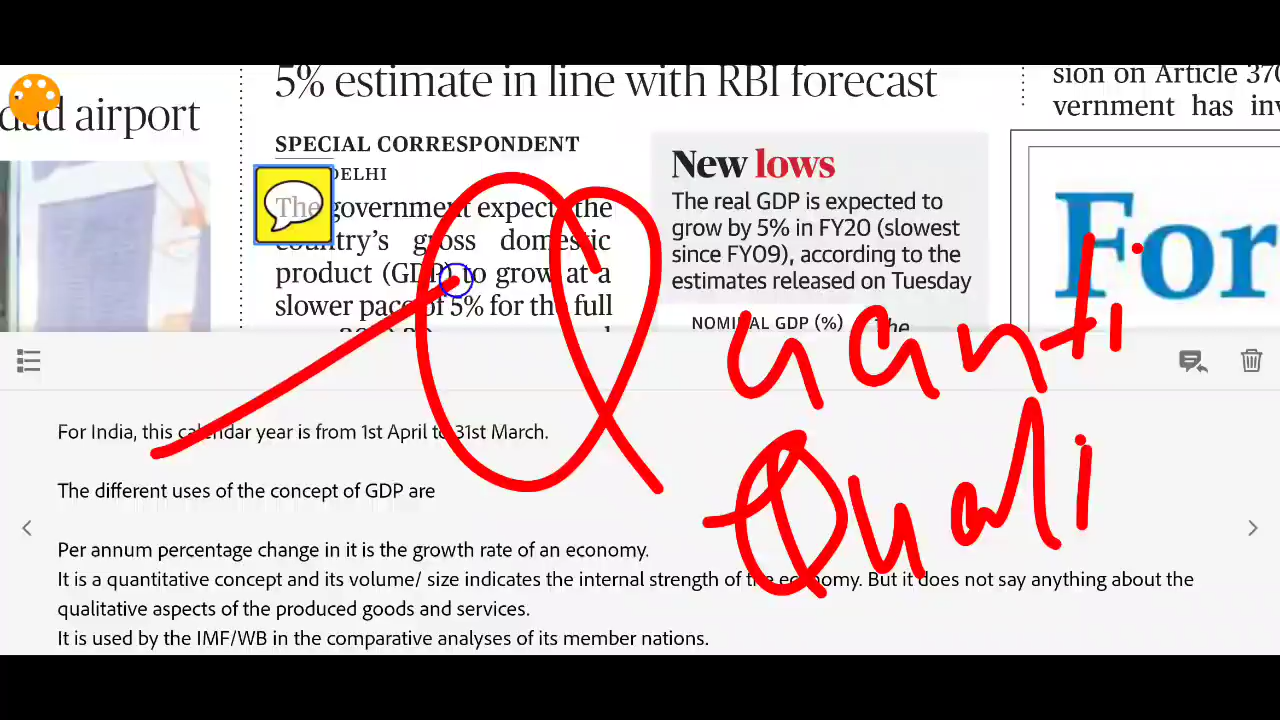 dad airport
5% estimate in line with RBI forecast
SPECIAL CORRESPONDENT
DELHI
The government expects the
country's gross domestic
product (GDP) to grow at a
slower pace of 5% for the full
New lows
The real GDP is expected to
grow by 5% in FY20 (slowest
since FY09), according to the
estimates released on Tuesday
NOMINAL GDP (%)
The
sion on Article 370
vernment has inv
For
Quanti
Quali
For India, this calendar year is from 1st April to 31st March.
The different uses of the concept of GDP are
Per annum percentage change in it is the growth rate of an economy.
It is a quantitative concept and its volume/ size indicates the internal strength of the economy. But it does not say anything about the
qualitative aspects of the produced goods and services.
It is used by the IMF/WB in the comparative analyses of its member nations.